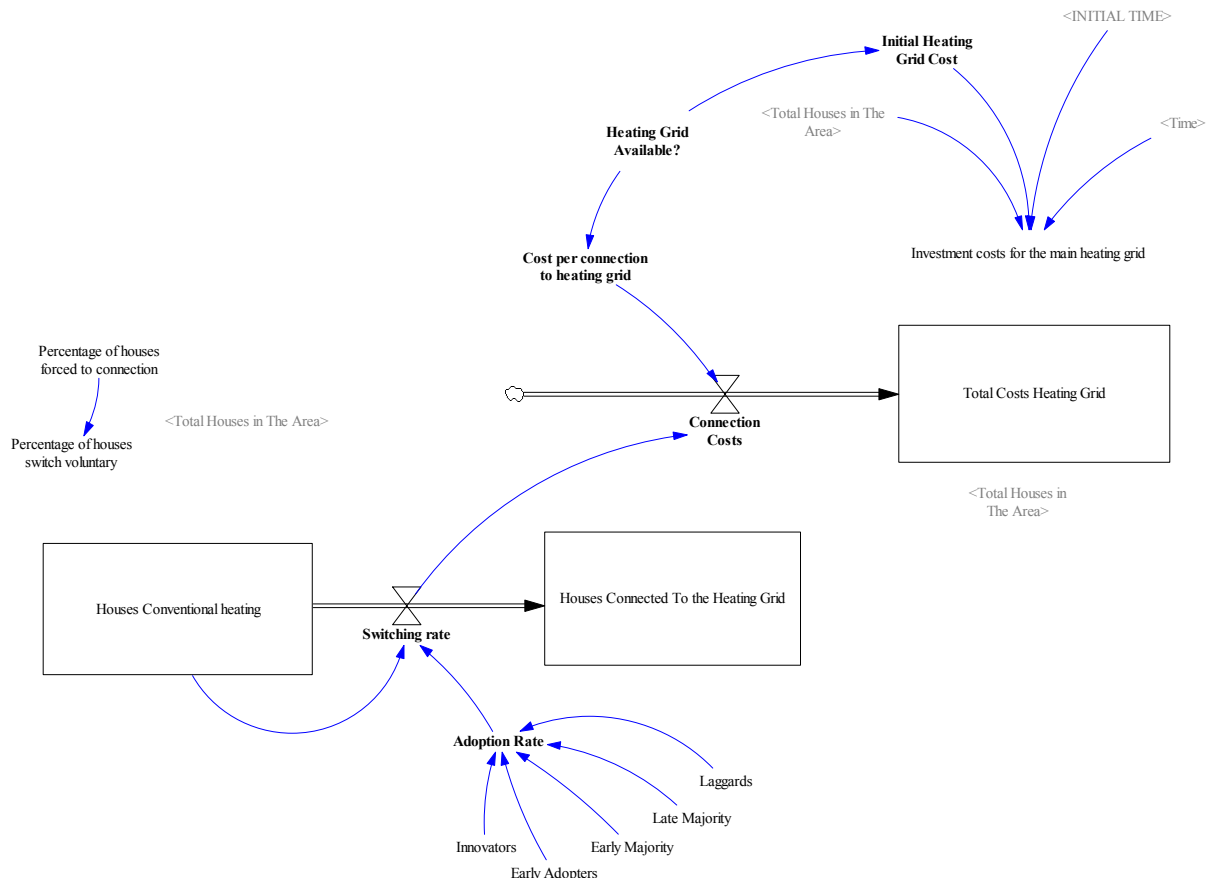 <INITIAL TIME>
Initial Heating
Grid Cost
<Total Houses in The
Area>
<Time>
Heating Grid
Available?
Investment costs for the main heating grid
Cost per connection
to heating grid
Percentage of houses
forced to connection
Total Costs Heating Grid
<Total Houses in The Area>
Connection
Costs
Percentage of houses
switch voluntary
<Total Houses in
The Area>
Houses Conventional heating
Houses Connected To the Heating Grid
Switching rate
Adoption Rate
Laggards
Late Majority
Innovators
Early Majority
Early Adopters